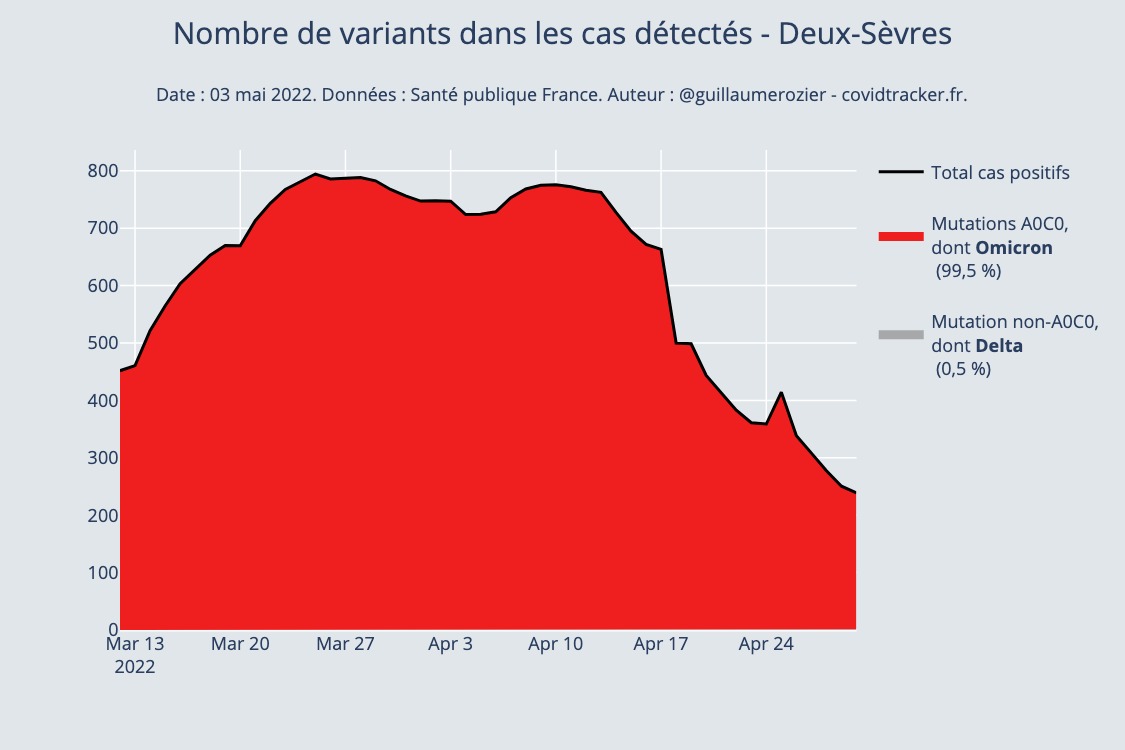 Nombre de variants dans les cas détectés - Deux-Sèvres
Date : 03 mai 2022. Données : Santé publique France. Auteur : @guillaumerozier - covidtracker.fr.
800
700
600
500
400
300
200
100
0
Mar 13
2022
Mar 20
Mar 27
Apr 3
Apr 10
Apr 17
Apr 24
Total cas positifs
Mutations A0C0,
dont Omicron
(99,5 %)
Mutation non-A0C0,
dont Delta
(0,5 %)